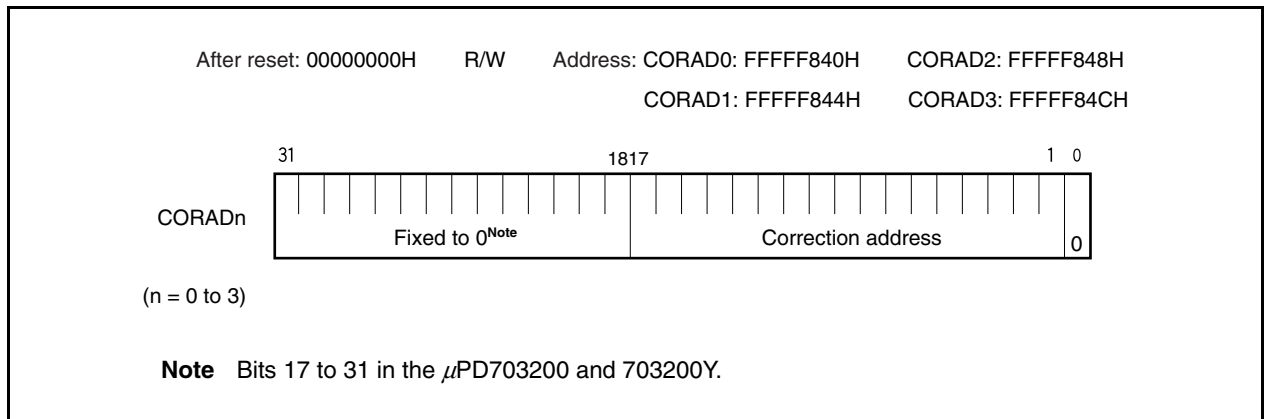 After reset: 00000000H R/W Address: CORAD0: FFFFF840H CORAD2: FFFFF848H
CORAD1: FFFFF844H CORAD3: FFFFF84CH
31 1817 1 0
CORADn
Fixed to 0Note Correction address 0
(n = 0 to 3)
Note Bits 17 to 31 in the μPD703200 and 703200Y.